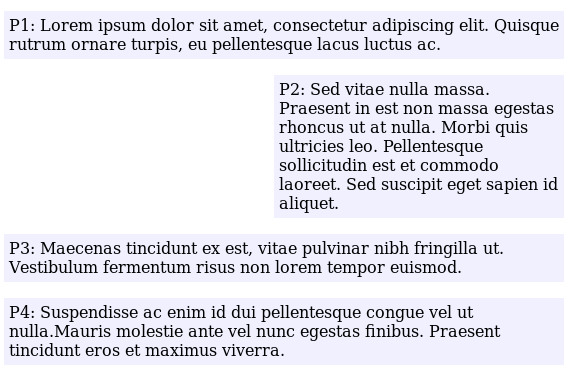 P1: Lorem ipsum dolor sit amet, consectetur adipiscing elit. Quisque
rutrum ornare turpis, eu pellentesque lacus luctus ac.
P2: Sed vitae nulla massa.
Praesent in est non massa egestas
rhoncus ut at nulla. Morbi quis
ultricies leo. Pellentesque
sollicitudin est et commodo
laoreet. Sed suscipit eget sapien id
aliquet.
P3: Maecenas tincidunt ex est, vitae pulvinar nibh fringilla ut.
Vestibulum fermentum risus non lorem tempor euismod.
P4: Suspendisse ac enim id dui pellentesque congue vel ut
nulla.Mauris molestie ante vel nunc egestas finibus. Praesent
tincidunt eros et maximus viverra.